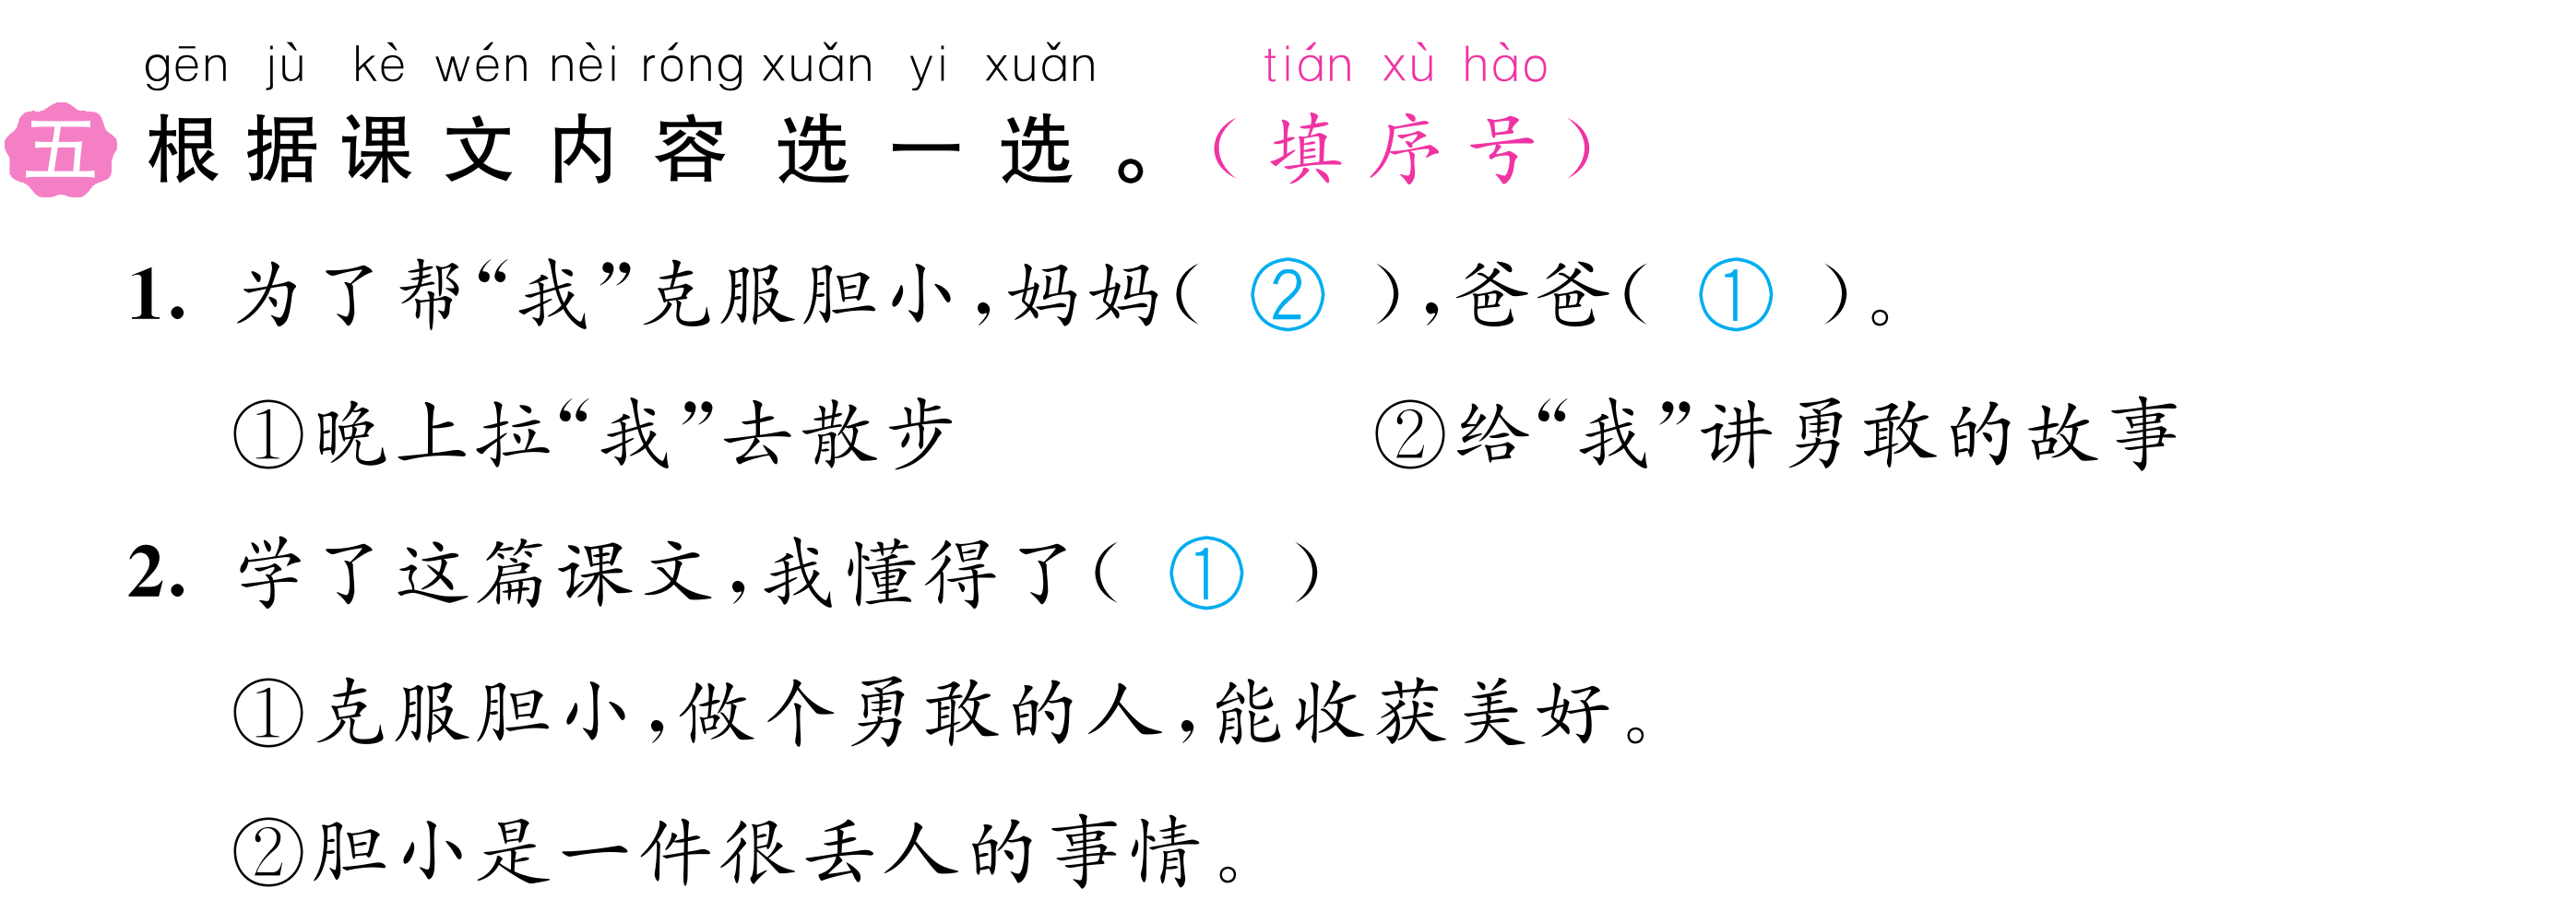 gēn jù kè wén nèi róng xuǎn yi xuǎn tián xù hào
五 根据课文内容选一选。（填序号）
1. 为了帮“我”克服胆小，妈妈（ ② ），爸爸（ ① ）。
①晚上拉“我”去散步 ②给“我”讲勇敢的故事
2. 学了这篇课文，我懂得了（ ① ）
①克服胆小，做个勇敢的人，能收获美好。
②胆小是一件很丢人的事情。